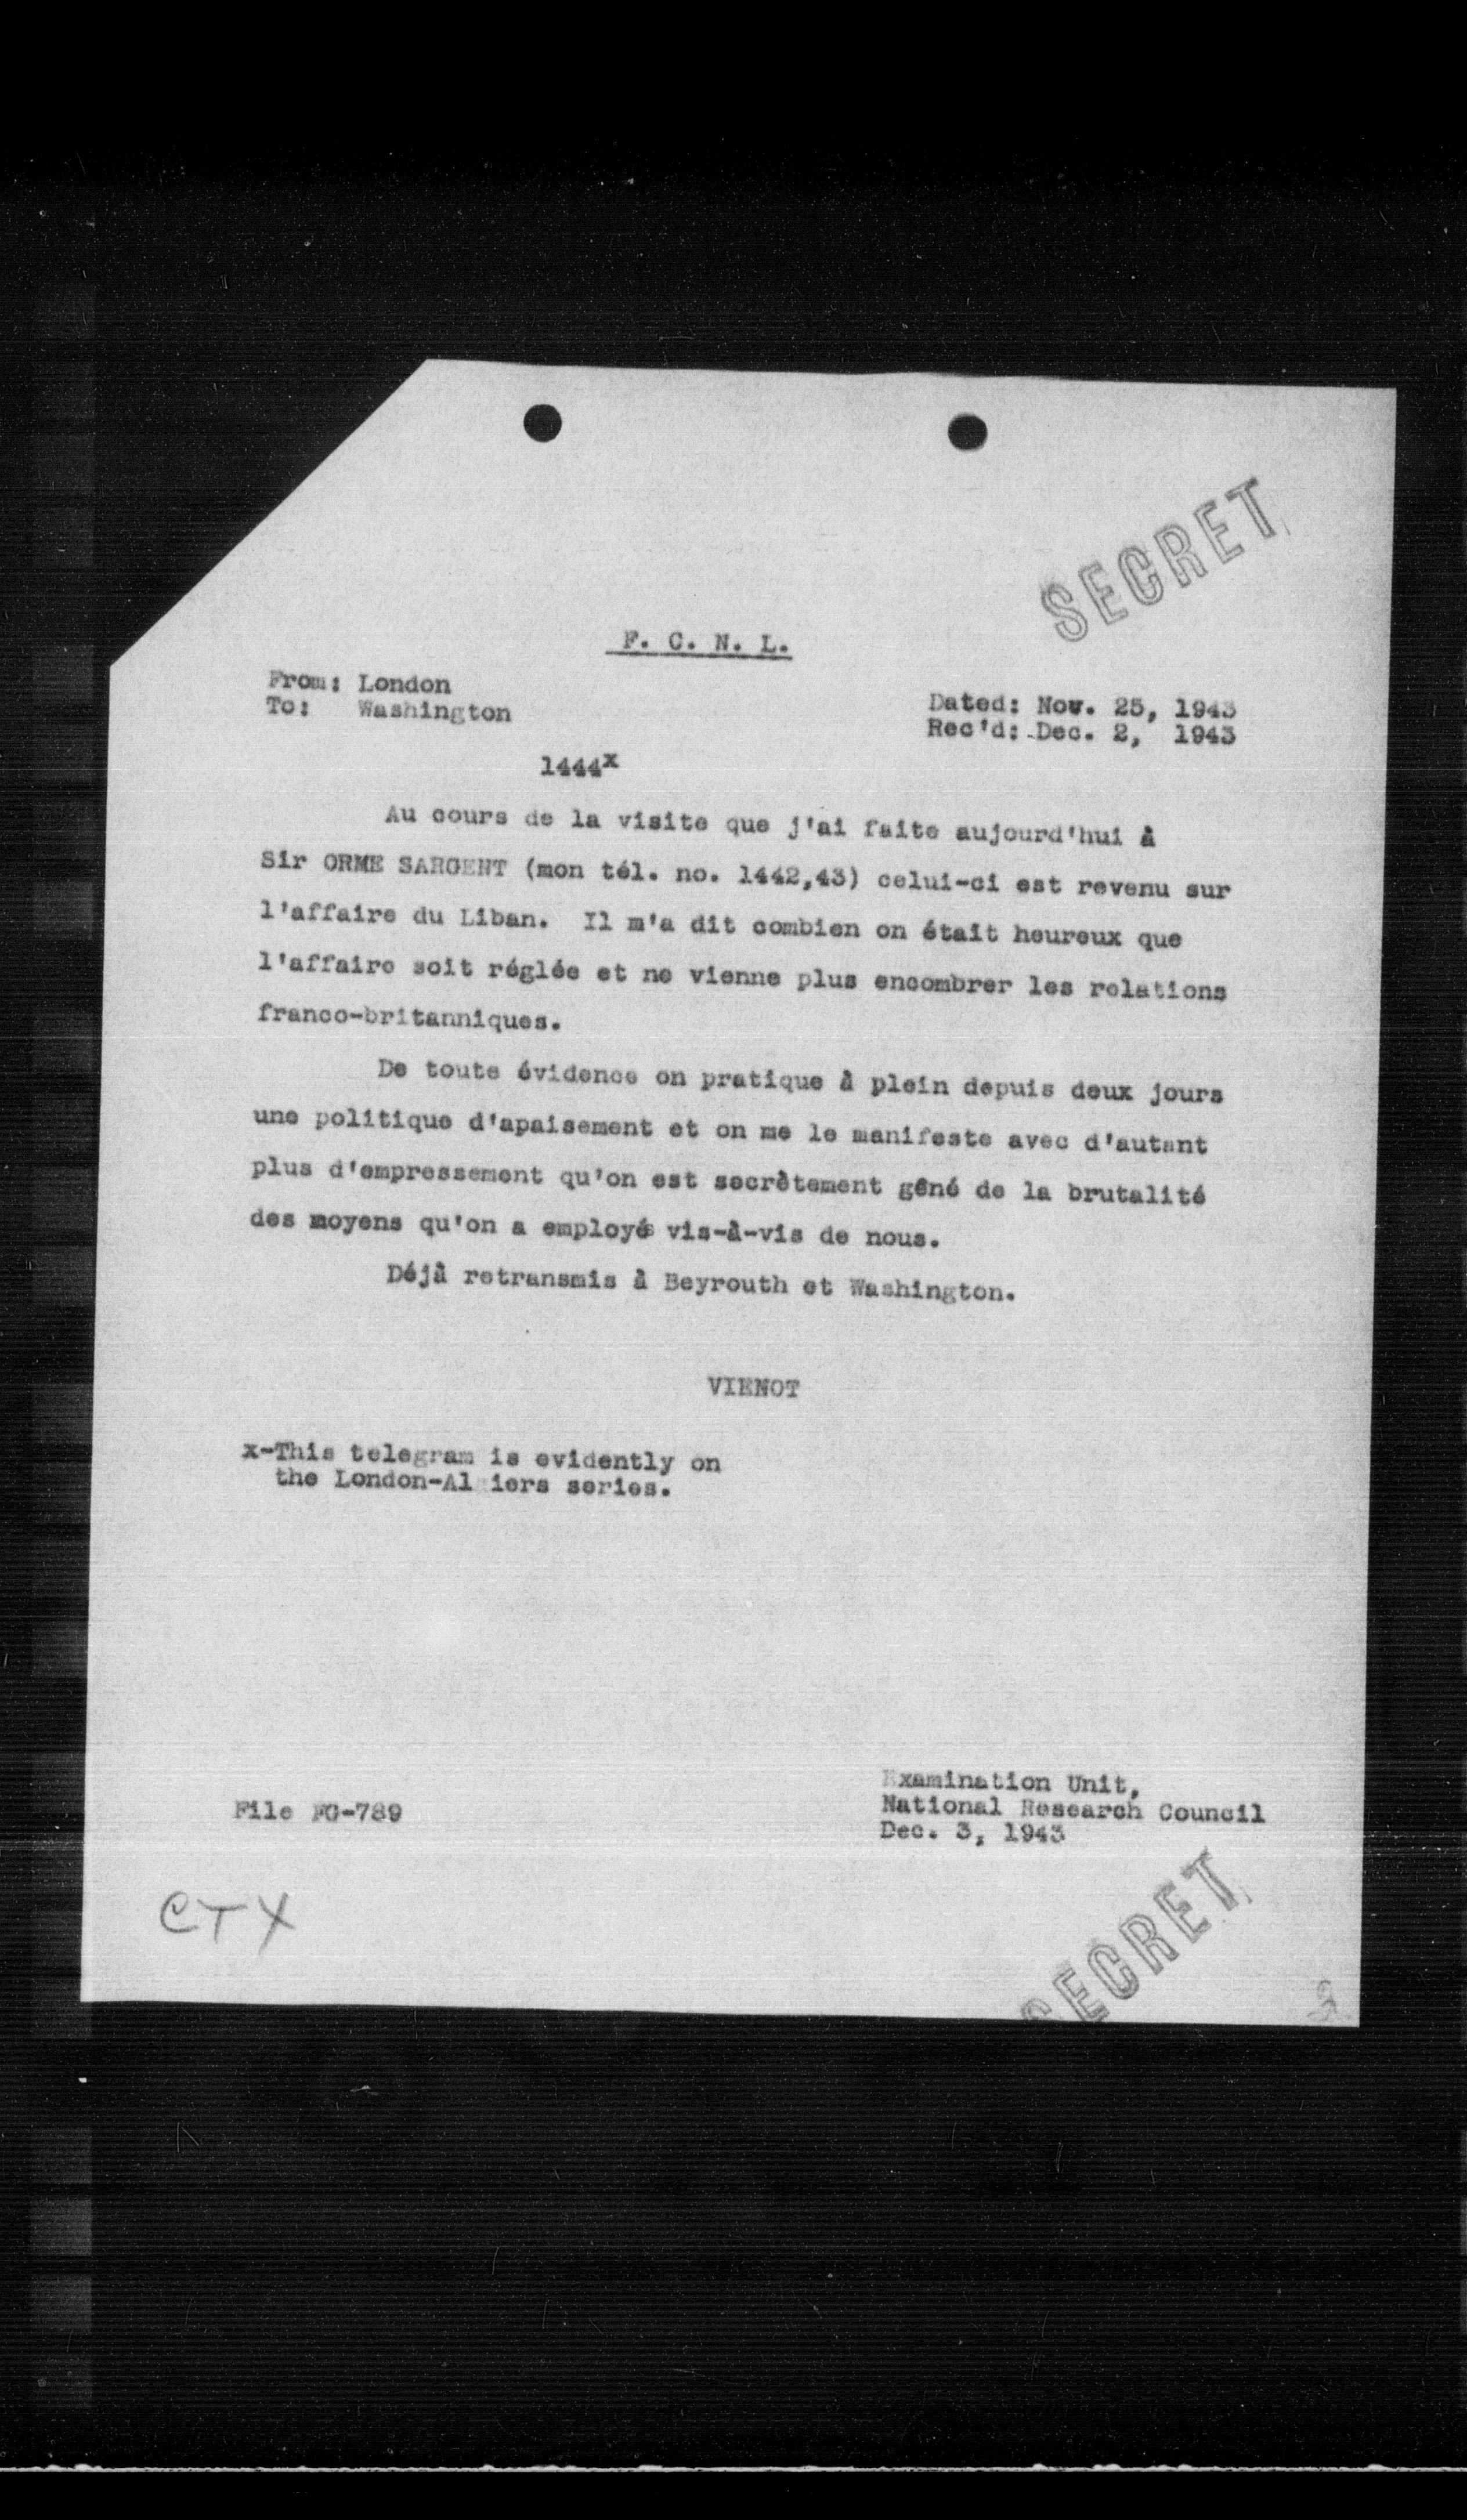 SECRET
F. C. N. L.
From: London
To: Washington
Dated: Nov. 25, 1943
Rec'd: Dec. 2, 1943
1444x
Au cours de la visite que j'ai faite aujourd'hui à
Sir ORME SARGENT (mon tél. no. 1442,43) celui-ci est revenu sur
l'affaire du Liban. Il m'a dit combien on était heureux que
l'affaire soit réglée et ne vienne plus encombrer les relations
franco-britanniques.
De toute évidence on pratique à plein depuis deux jours
une politique d'apaisement et on me le manifeste avec d'autant
plus d'empressement qu'on est secrètement gêné de la brutalité
des moyens qu'on a employés vis-à-vis de nous.
Déjà retransmis à Beyrouth et Washington.
VIENOT
x-This telegram is evidently on
the London-Algiers series.
Examination Unit,
National Research Council
Dec. 3, 1943
File FG-789
CTX
SECRET